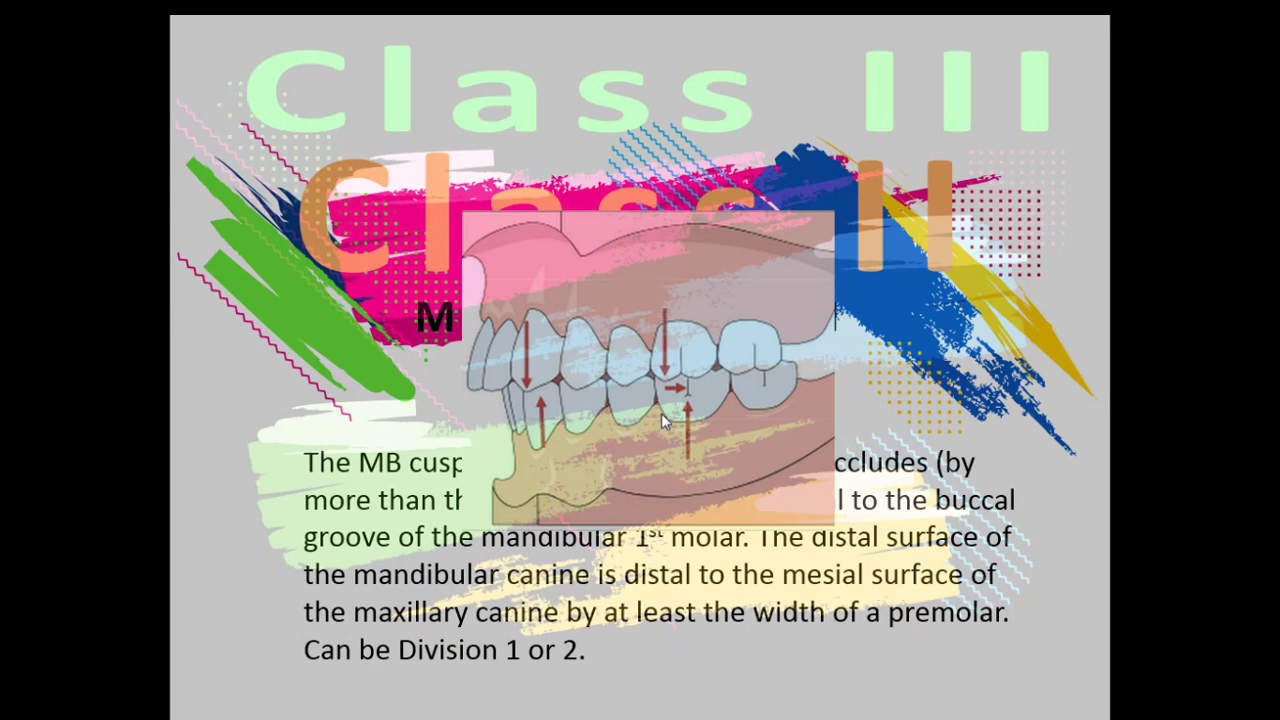 Class III
Class II
M
The MB cusp ccludes (by
more than th l to the buccal
groove of the mandibular 1st molar. The distal surface of
the mandibular canine is distal to the mesial surface of
the maxillary canine by at least the width of a premolar.
Can be Division 1 or 2.